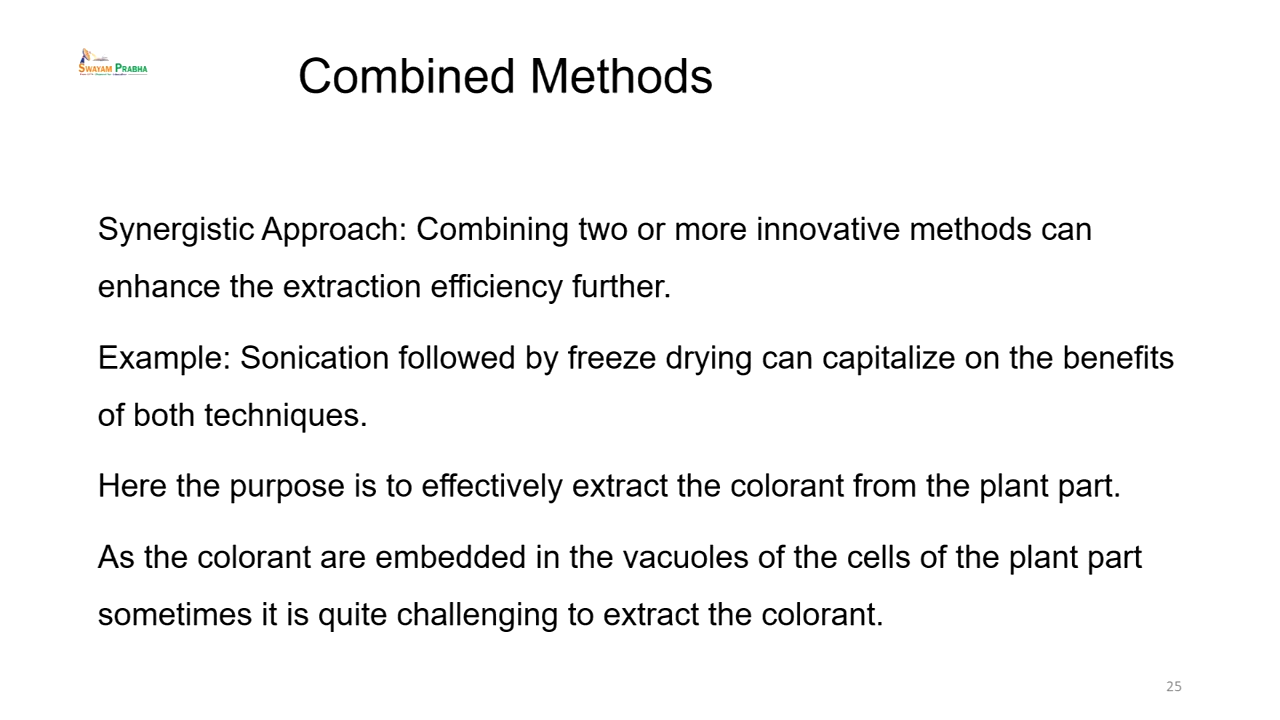 SWAYAM PRABHA
Combined Methods
Synergistic Approach: Combining two or more innovative methods can
enhance the extraction efficiency further.
Example: Sonication followed by freeze drying can capitalize on the benefits
of both techniques.
Here the purpose is to effectively extract the colorant from the plant part.
As the colorant are embedded in the vacuoles of the cells of the plant part
sometimes it is quite challenging to extract the colorant.
25